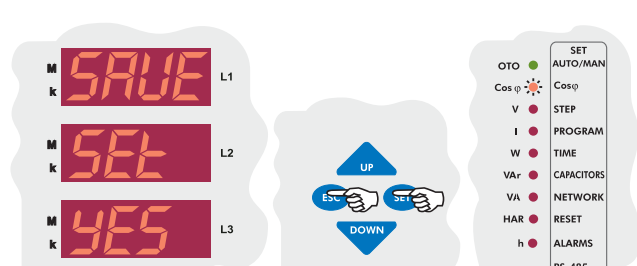 M
k
SAVE
L1
M
k
SEt
L2
M
k
YES
L3
UP
ESC
SET
DOWN
SET
OTO AUTO/MAN
Cos φ Cosφ
V STEP
I PROGRAM
W TIME
VAr CAPACITORS
VA NETWORK
HAR RESET
h ALARMS